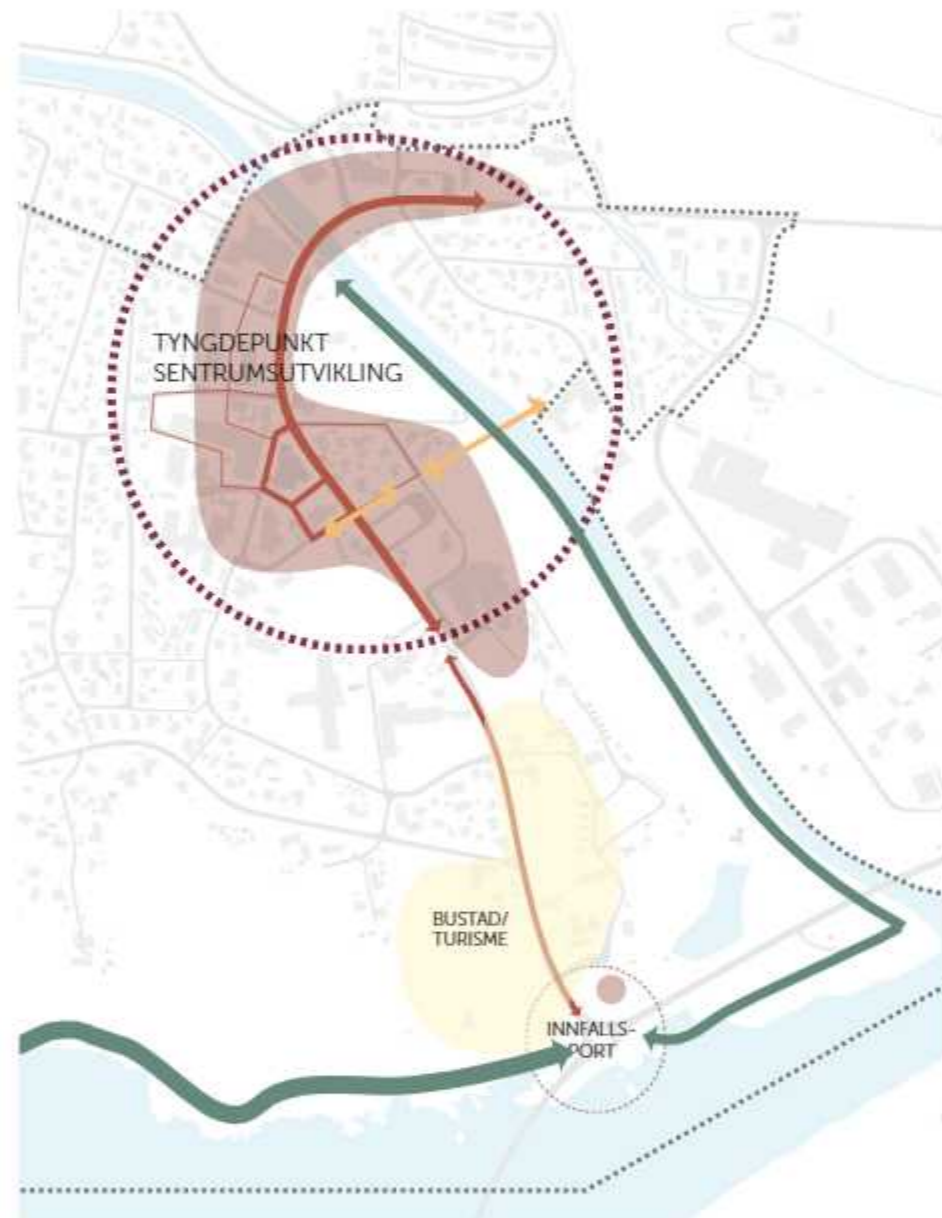 TYNGDEPUNKT
SENTRUMSUTVIKLING
BUSTAD/
TURISME
INNFALLS-
PORT